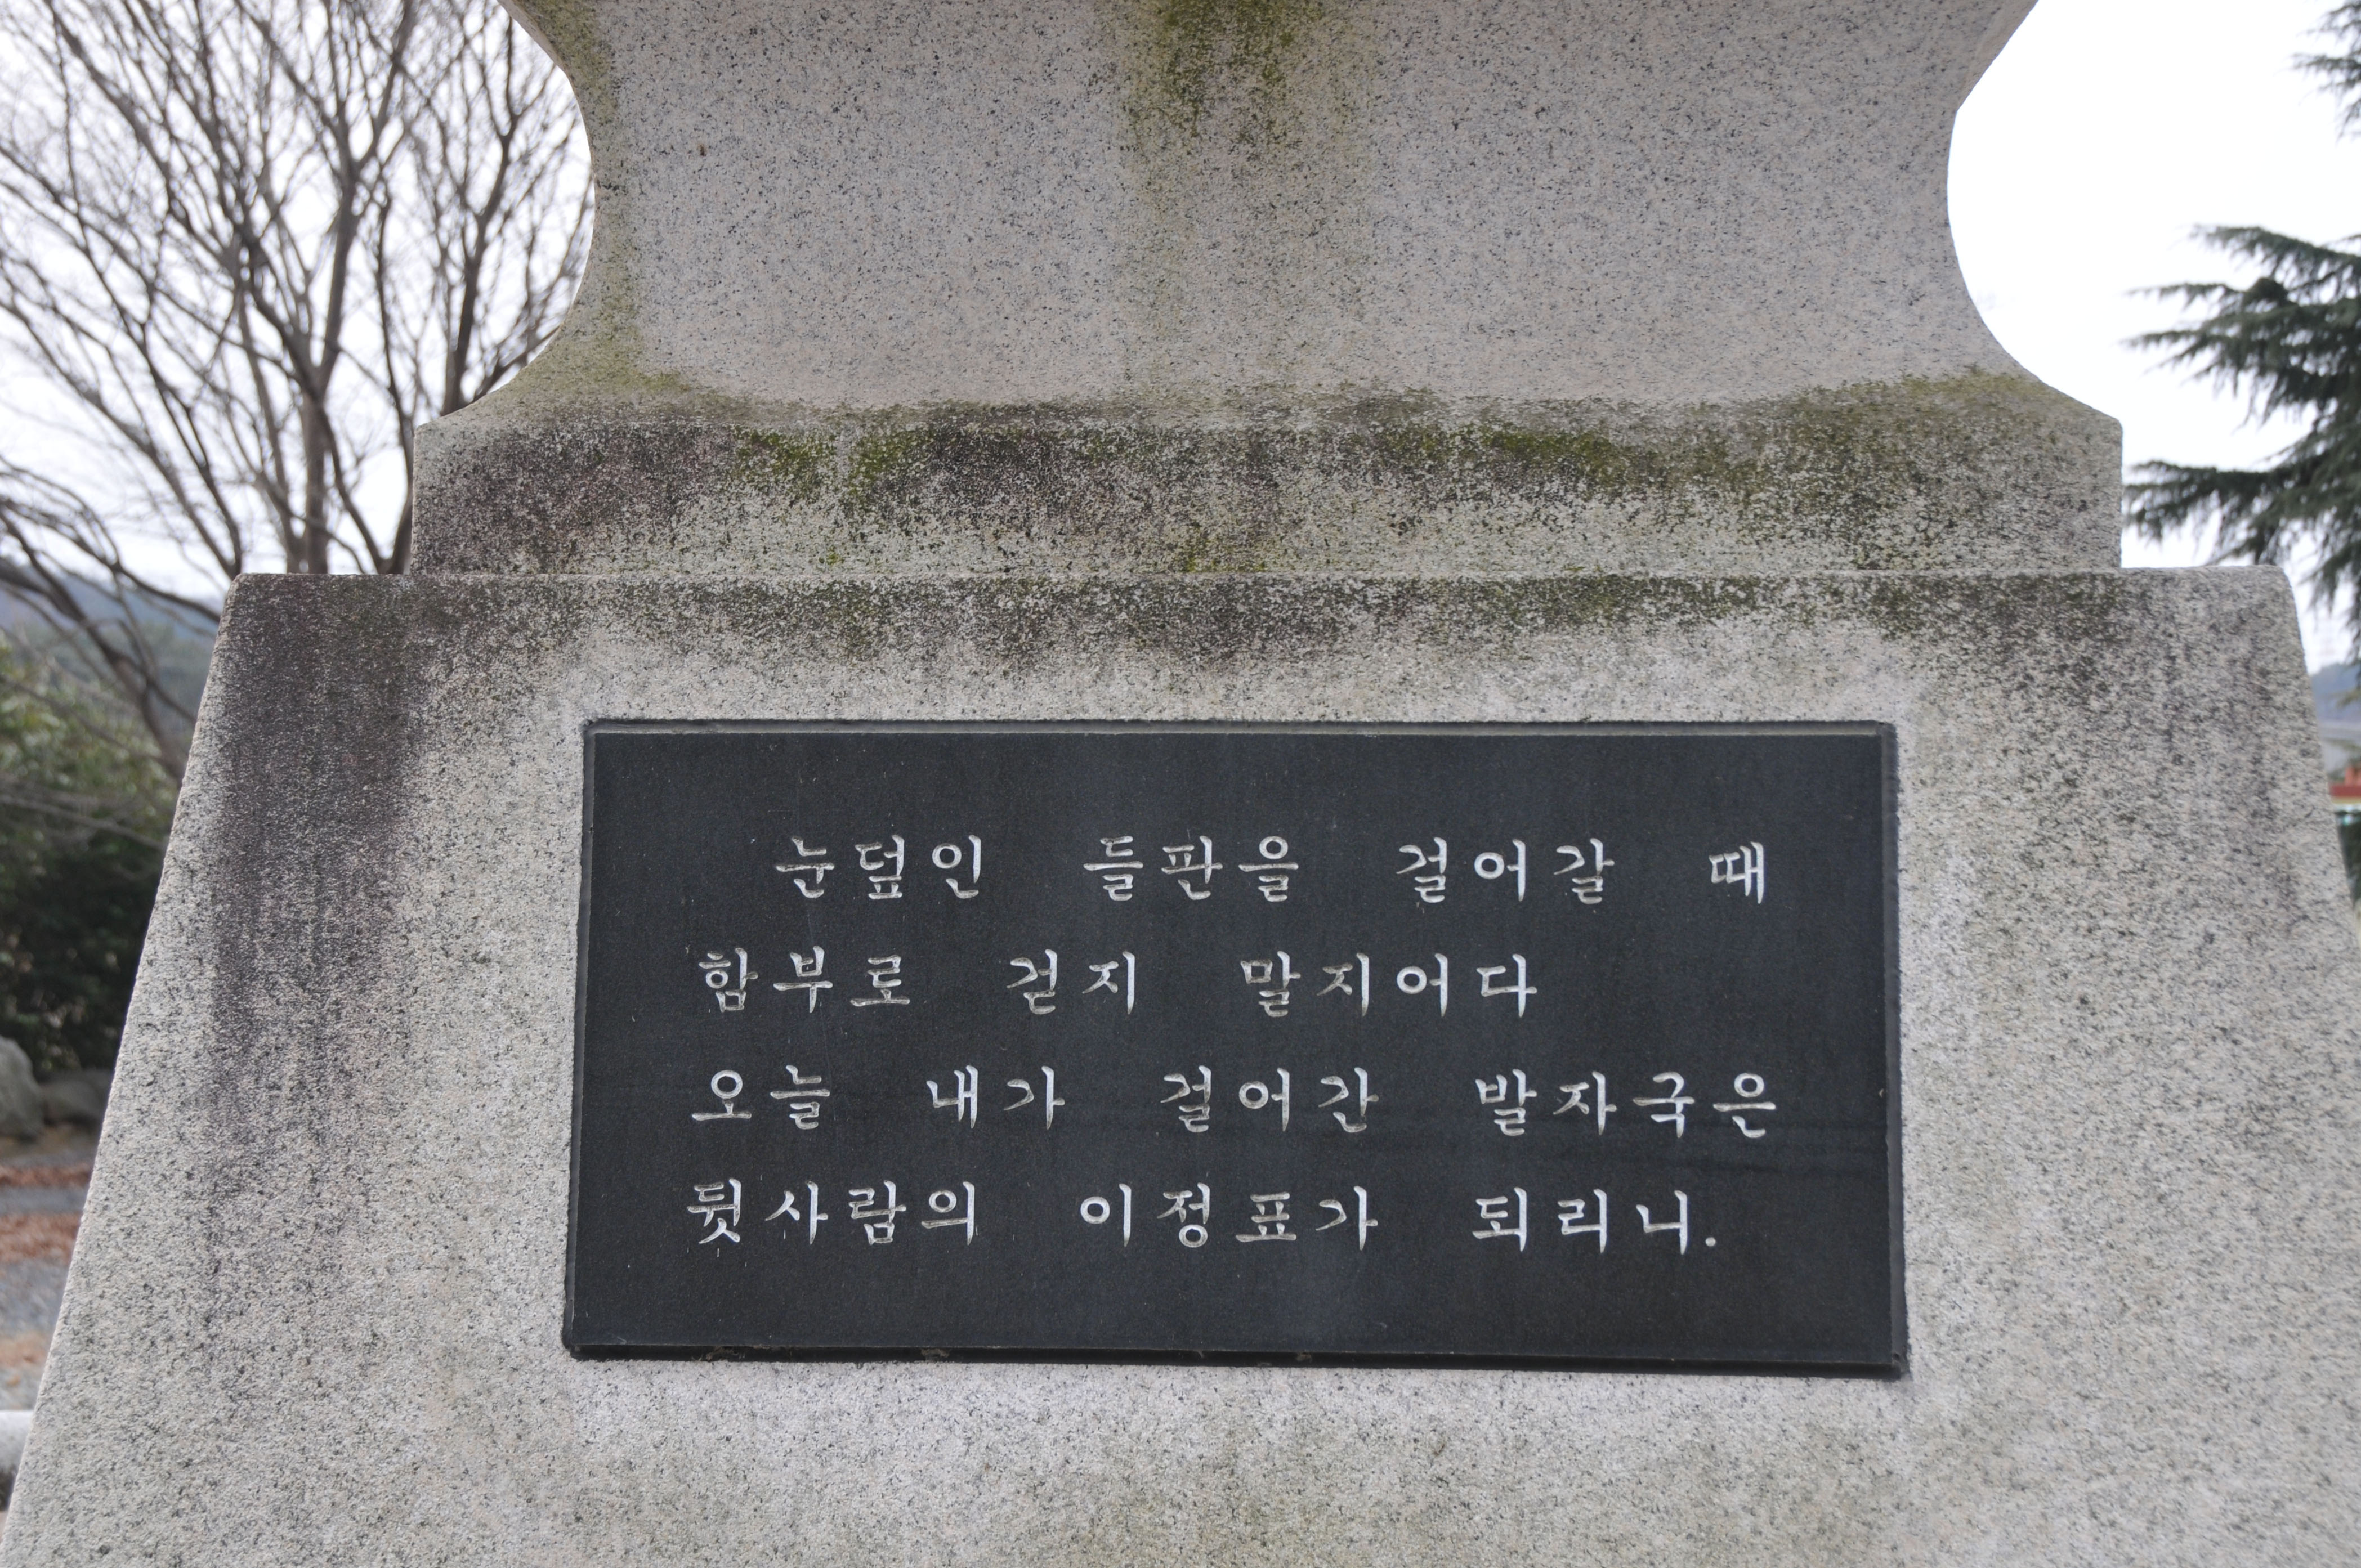 눈덮인 들판을 걸어갈 때
함부로 걷지 말지어다
오늘 내가 걸어간 발자국은
뒷사람의 이정표가 되리니.